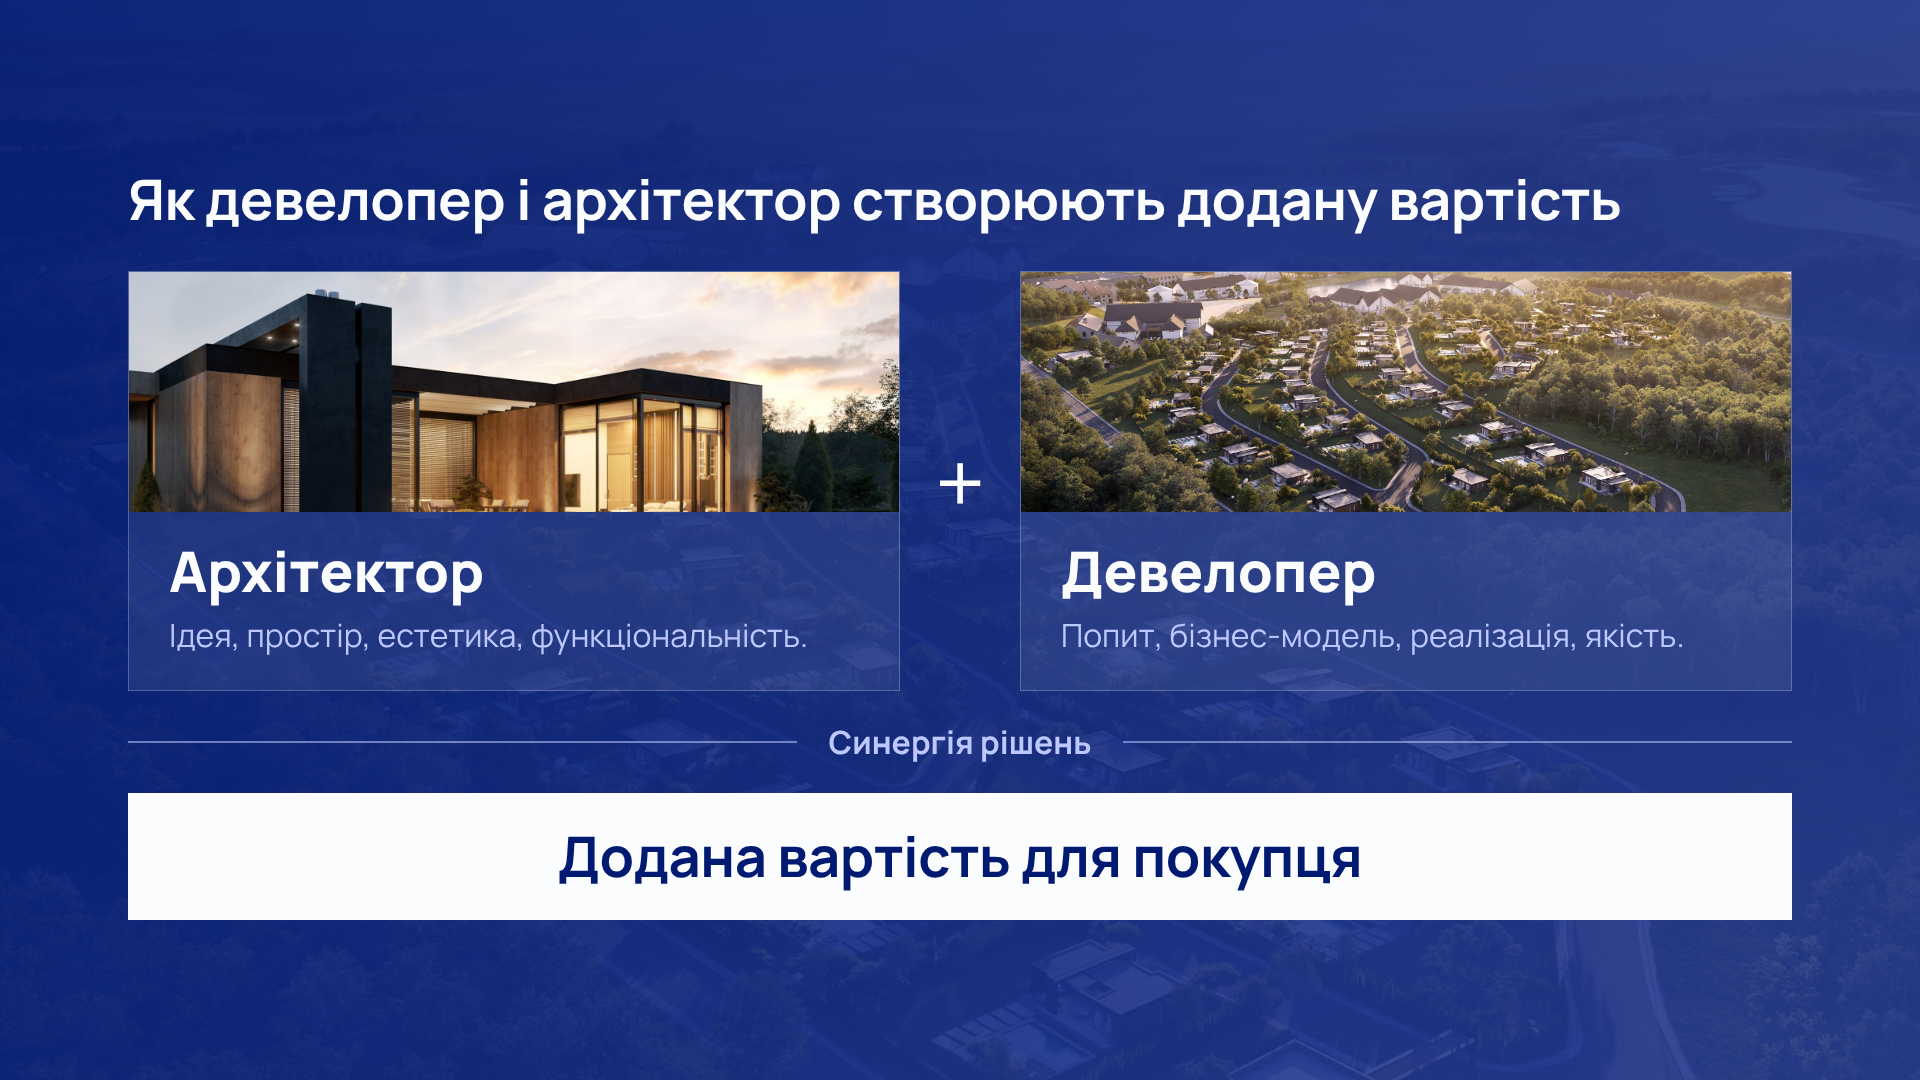 Як девелопер і архітектор створюють додану вартість
Архітектор
Ідея, простір, естетика, функціональність.
+
Девелопер
Попит, бізнес-модель, реалізація, якість.
Синергія рішень
Додана вартість для покупця